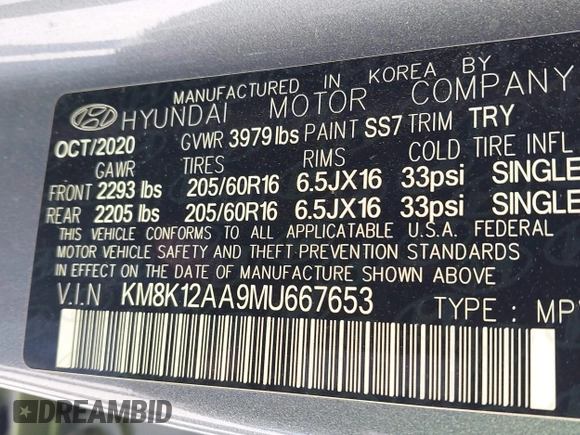 MANUFACTURED IN KOREA BY
HYUNDAI MOTOR COMPANY
OCT/2020 GVWR 3979 lbs PAINT SS7 TRIM TRY
GAWR TIRES RIMS COLD TIRE INFL
FRONT 2293 lbs 205/60R16 6.5JX16 33psi SINGLE
REAR 2205 lbs 205/60R16 6.5JX16 33psi SINGLE
THIS VEHICLE CONFORMS TO ALL APPLICATABLE U.S.A. FEDERAL
MOTOR VEHICLE SAFETY AND THEFT PREVENTION STANDARDS
IN EFFECT ON THE DATE OF MANUFACTURE SHOWN ABOVE
V.I.N KM8K12AA9MU667653 TYPE : MP
DREAMBID